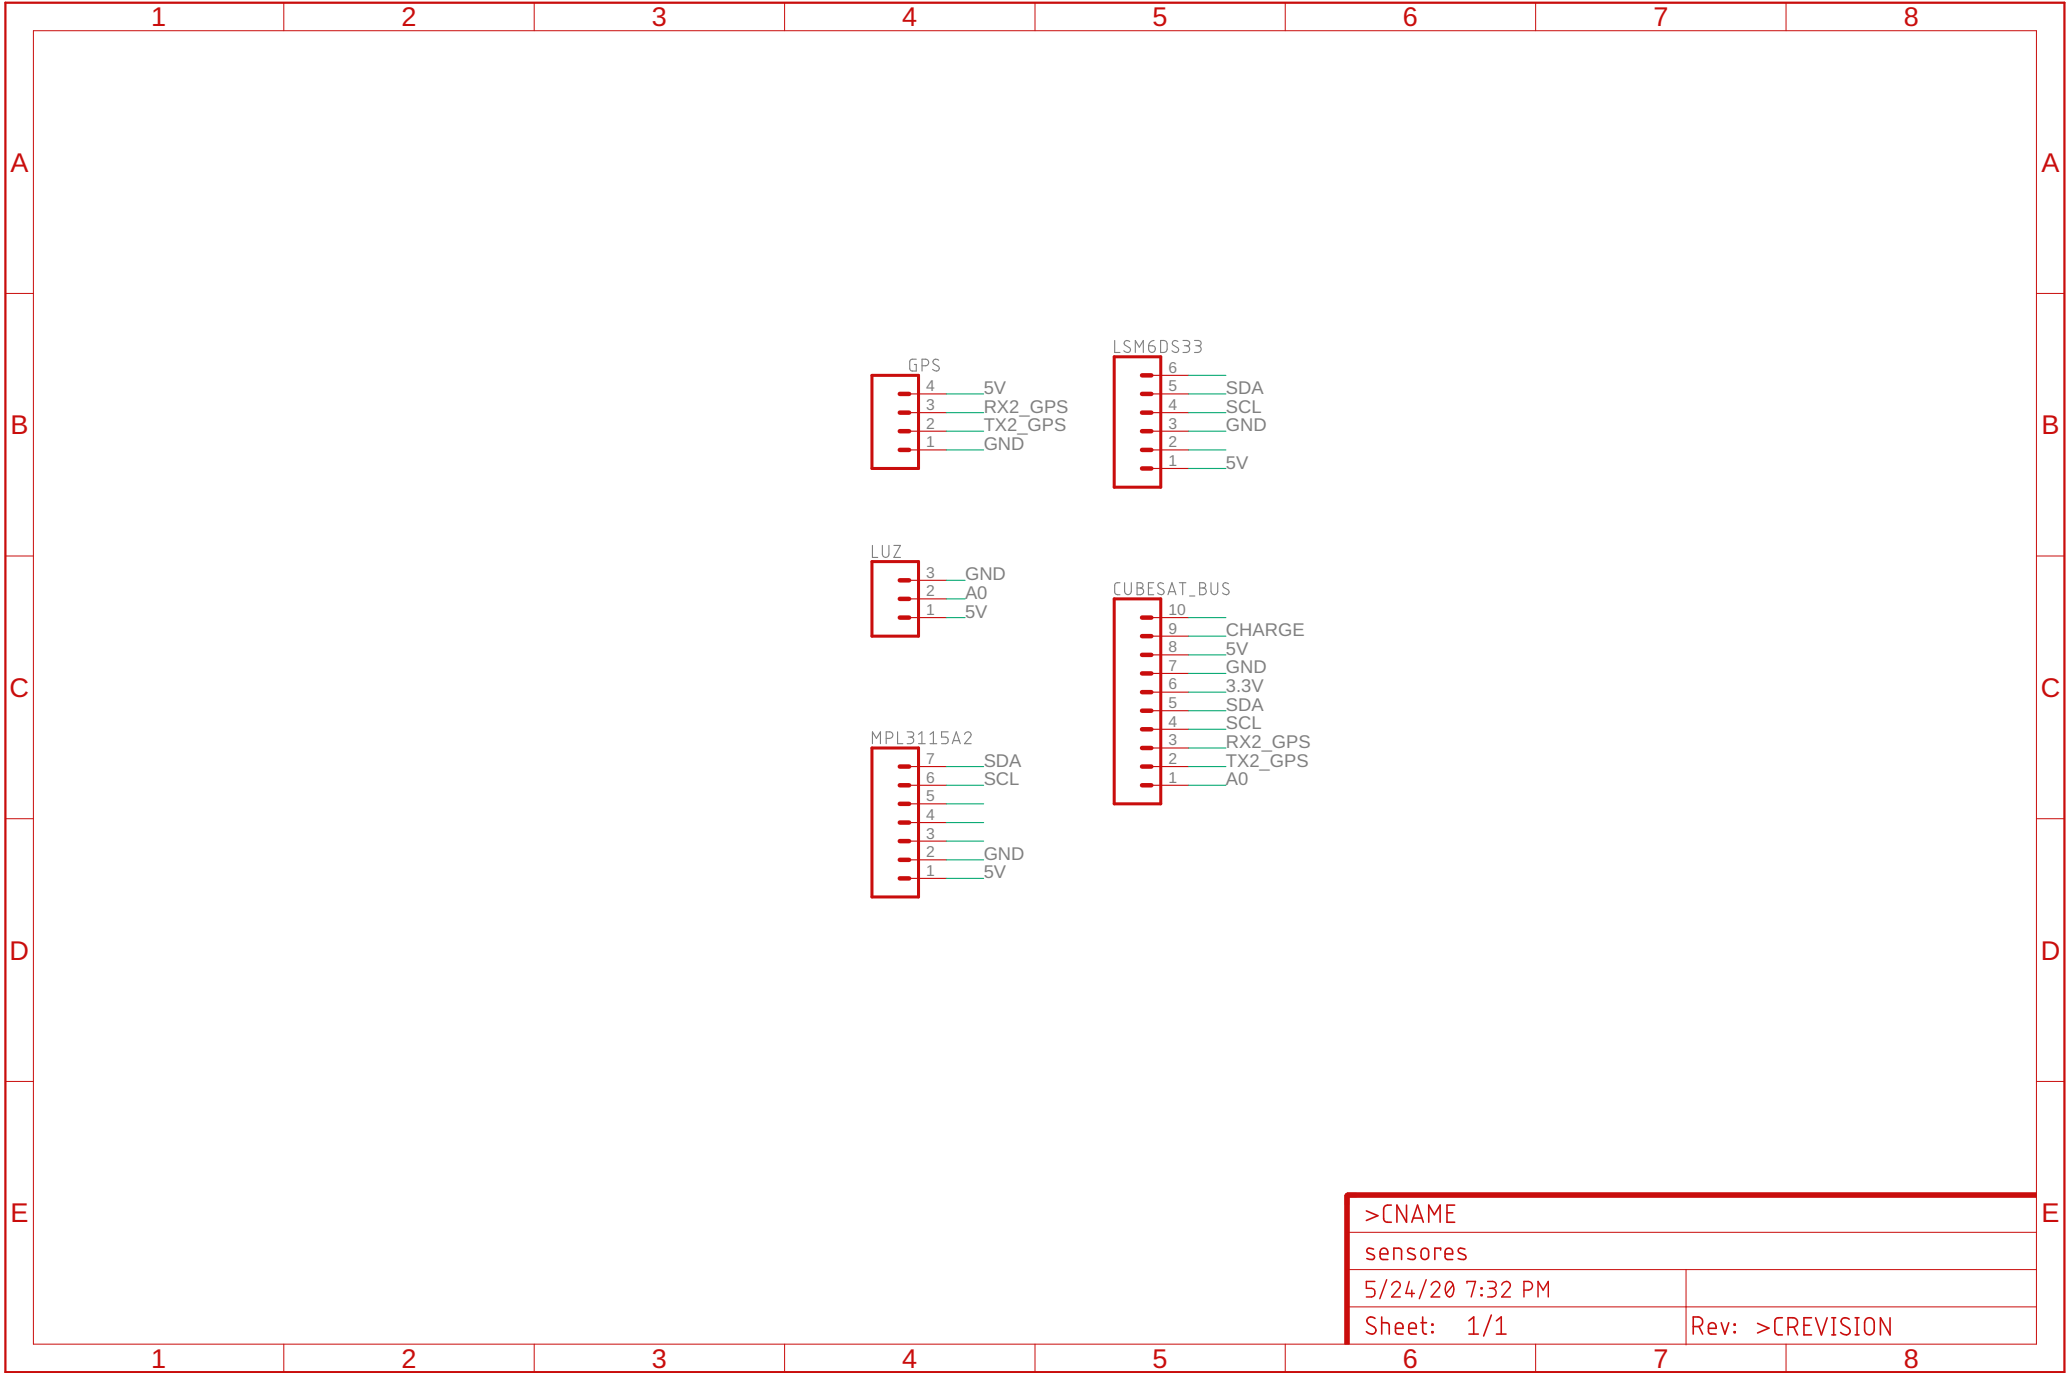 1 2 3 4 5 6 7 8
A A
B B
C C
D D
E E
GPS
4 5V
3 RX2_GPS
2 TX2_GPS
1 GND
LSM6DS33
6
5 SDA
4 SCL
3 GND
2
1 5V
LUZ
3 GND
2 A0
1 5V
CUBESAT_BUS
10
9 CHARGE
8 5V
7 GND
6 3.3V
5 SDA
4 SCL
3 RX2_GPS
2 TX2_GPS
1 A0
MPL3115A2
7 SDA
6 SCL
5
4
3
2 GND
1 5V
>CNAME
sensores
5/24/20 7:32 PM
Sheet: 1/1 Rev: >CREVISION
1 2 3 4 5 6 7 8